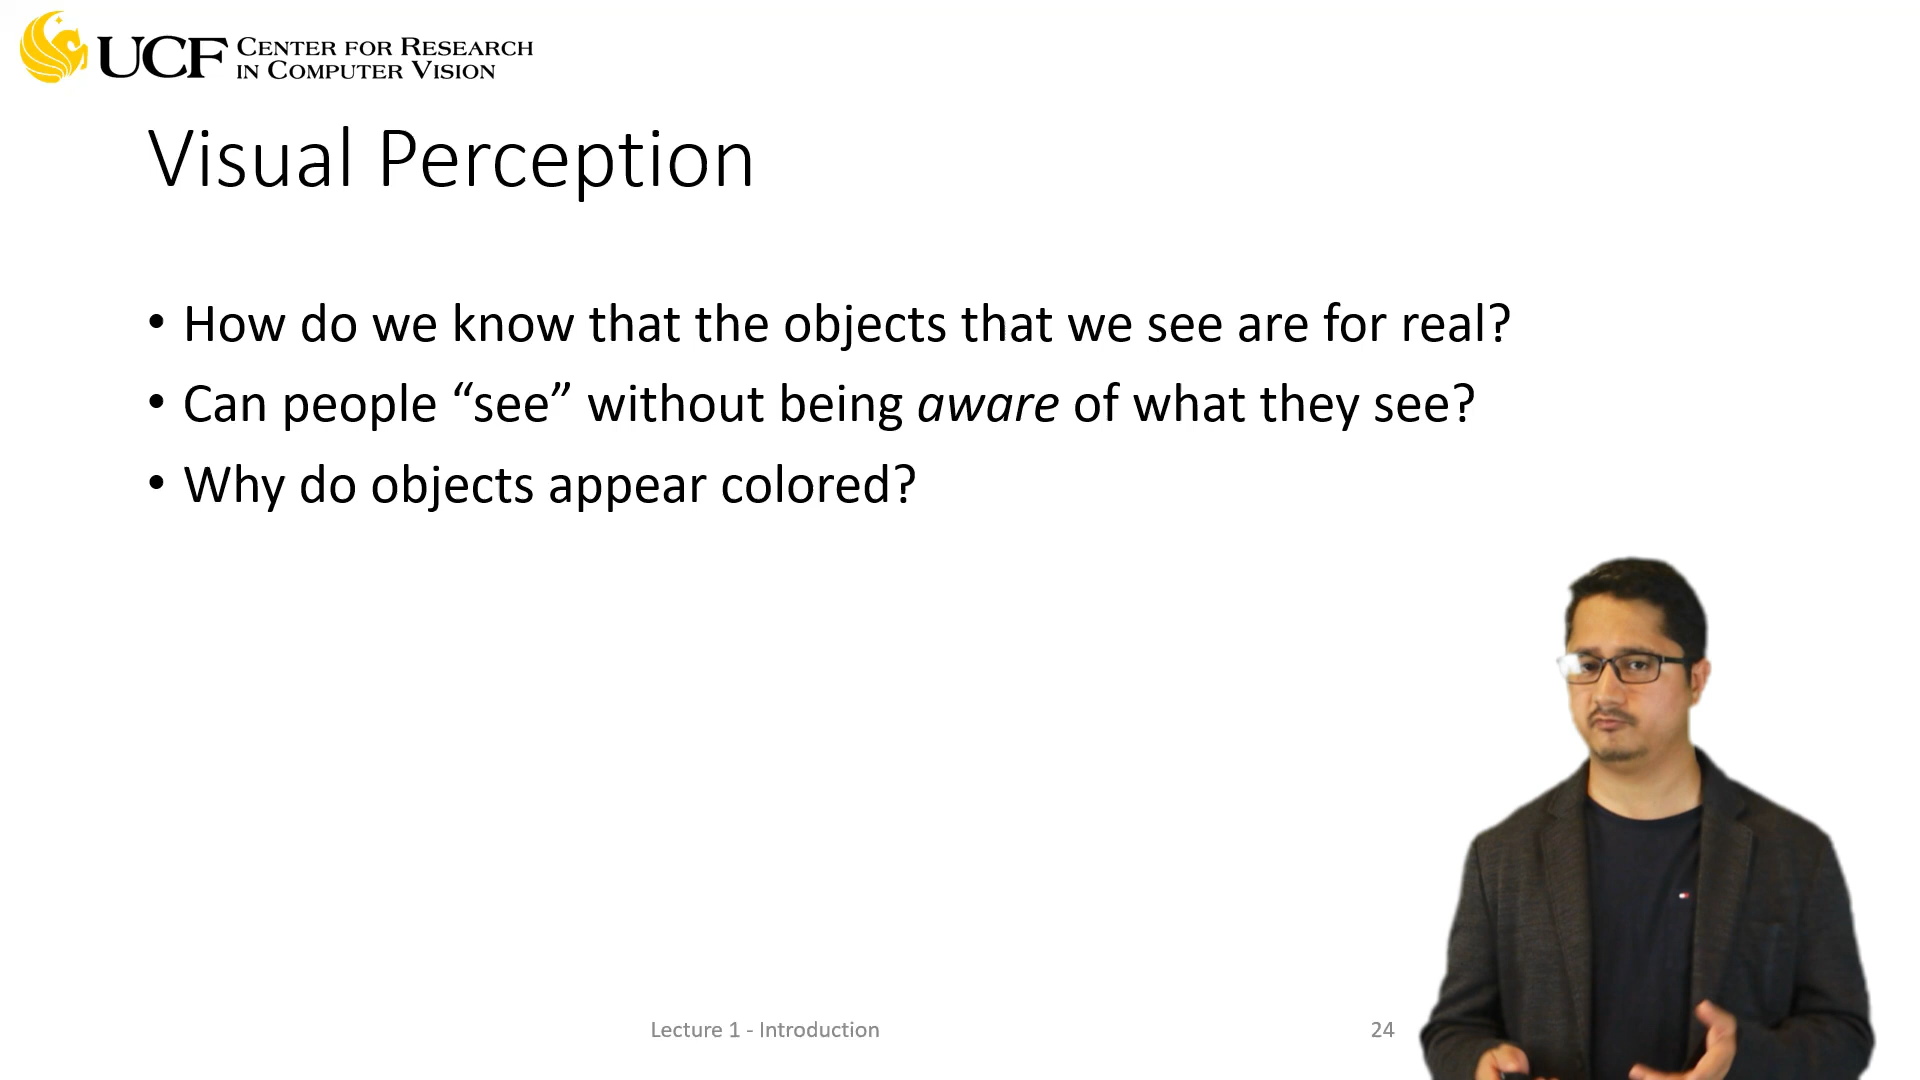 UCF CENTER FOR RESEARCH
IN COMPUTER VISION
Visual Perception
• How do we know that the objects that we see are for real?
• Can people “see” without being aware of what they see?
• Why do objects appear colored?
Lecture 1 - Introduction
24